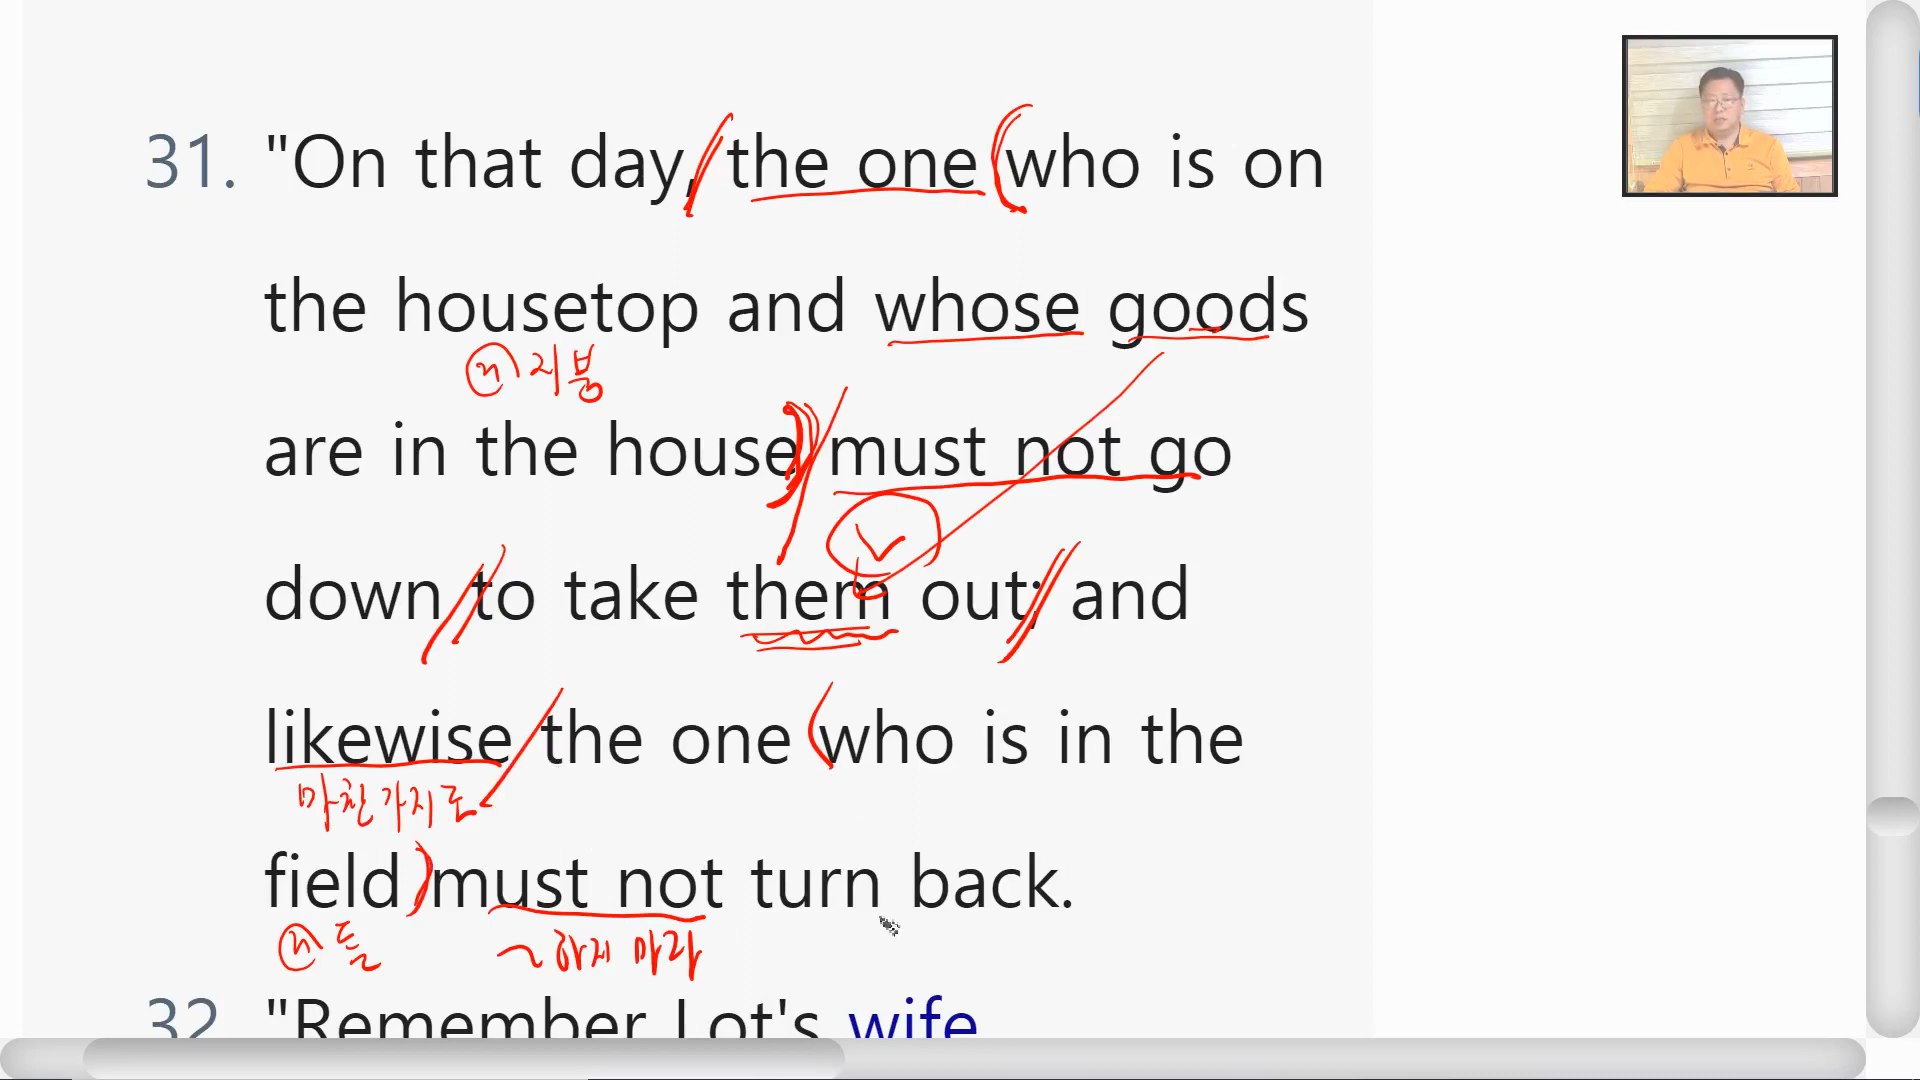 31. "On that day, the one who is on
the housetop and whose goods
n 지붕
are in the house must not go
down to take them out; and
likewise the one who is in the
마찬가지로
field must not turn back.
n 들 ~하지 마라
32. "Remember Lot's wife